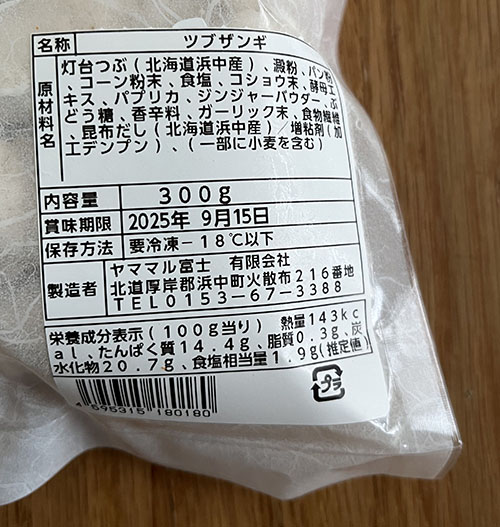 名称 ツブザンギ
原材料名 灯台つぶ(北海道浜中産)、澱粉、パン粉
、コーン粉末、食塩、コショウ末、酵母エ
キス、パプリカ、ジンジャーパウダー、ぶ
どう糖、香辛料、ガーリック末、食物繊維
、昆布だし(北海道浜中産)/増粘剤(加
工デンプン)、(一部に小麦を含む)
内容量 300g
賞味期限 2025年 9月15日
保存方法 要冷凍-18℃以下
製造者 ヤママル冨士 有限会社
北道厚岸郡浜中町火散布216番地
TEL0153-67-3388
栄養成分表示(100g当り) 熱量143kc
al、たんぱく質14.4g、脂質0.3g、炭
水化物20.7g、食塩相当量1.9g(推定値)
4595315180180
プラ